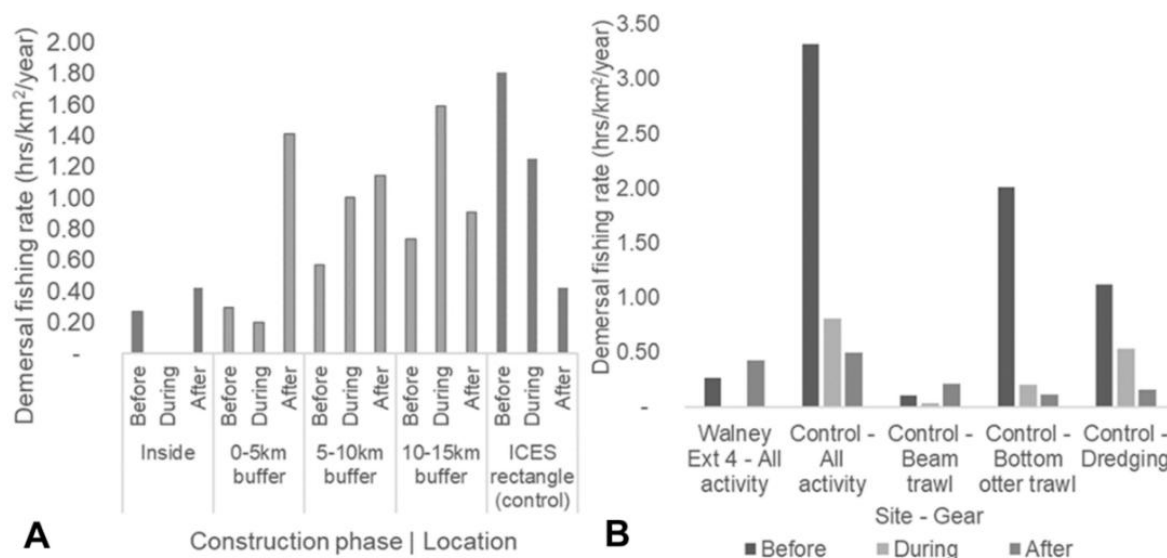 Demersal fishing rate (hrs/km²/year)
2.00
1.80
1.60
1.40
1.20
1.00
0.80
0.60
0.40
0.20
-
Before
During
After
Before
During
After
Before
During
After
Before
During
After
Before
During
After
Inside
0-5km
buffer
5-10km
buffer
10-15km
buffer
ICES
rectangle
(control)
A
Construction phase | Location
Demersal fishing rate (hrs/km²/year)
3.50
3.00
2.50
2.00
1.50
1.00
0.50
-
Walney
Ext 4 - All
activity
Control -
All
activity
Control -
Beam
trawl
Control -
Bottom
otter trawl
Control -
Dredging
Site - Gear
B
Before
During
After